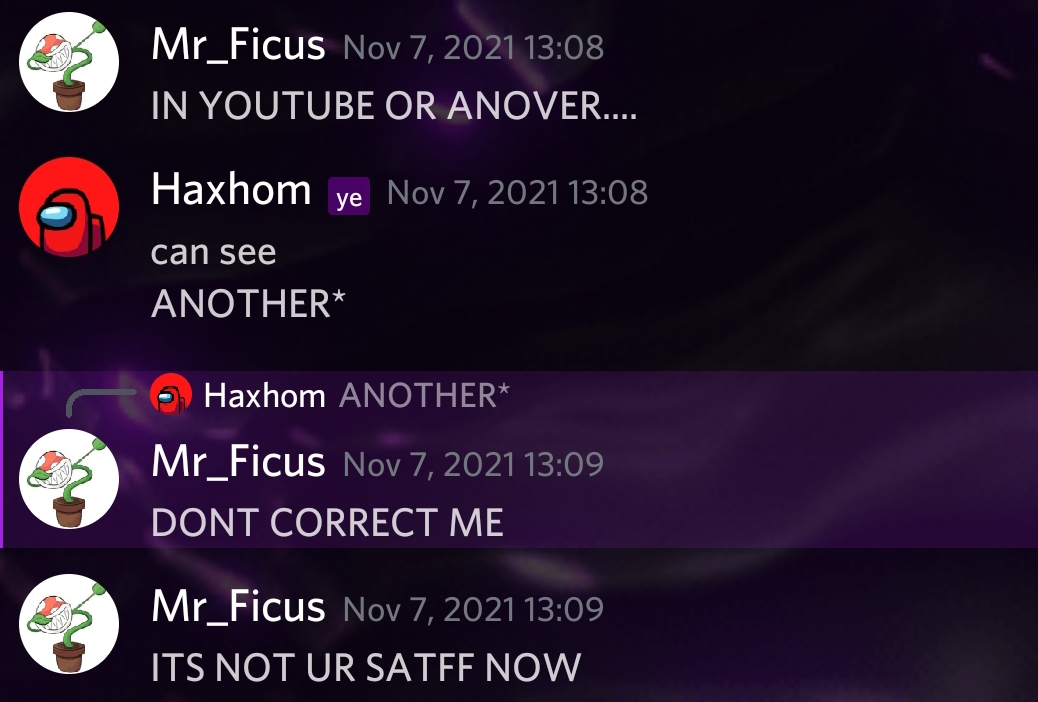 Mr_Ficus Nov 7, 2021 13:08
IN YOUTUBE OR ANOVER....
Haxhom ye Nov 7, 2021 13:08
can see
ANOTHER*
Haxhom ANOTHER*
Mr_Ficus Nov 7, 2021 13:09
DONT CORRECT ME
Mr_Ficus Nov 7, 2021 13:09
ITS NOT UR SATFF NOW